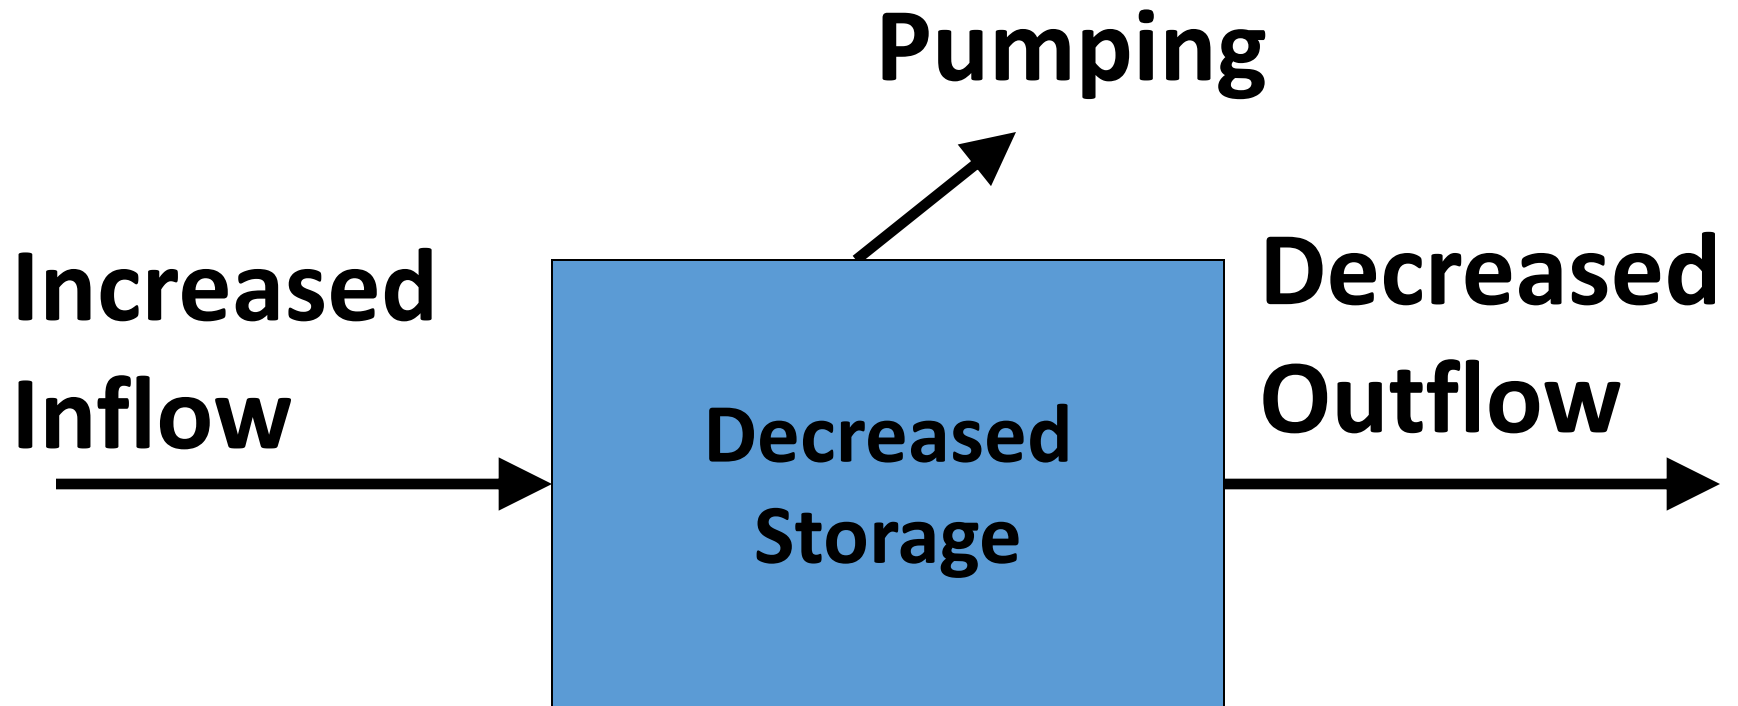 Pumping
Increased
Inflow
Decreased
Storage
Decreased
Outflow